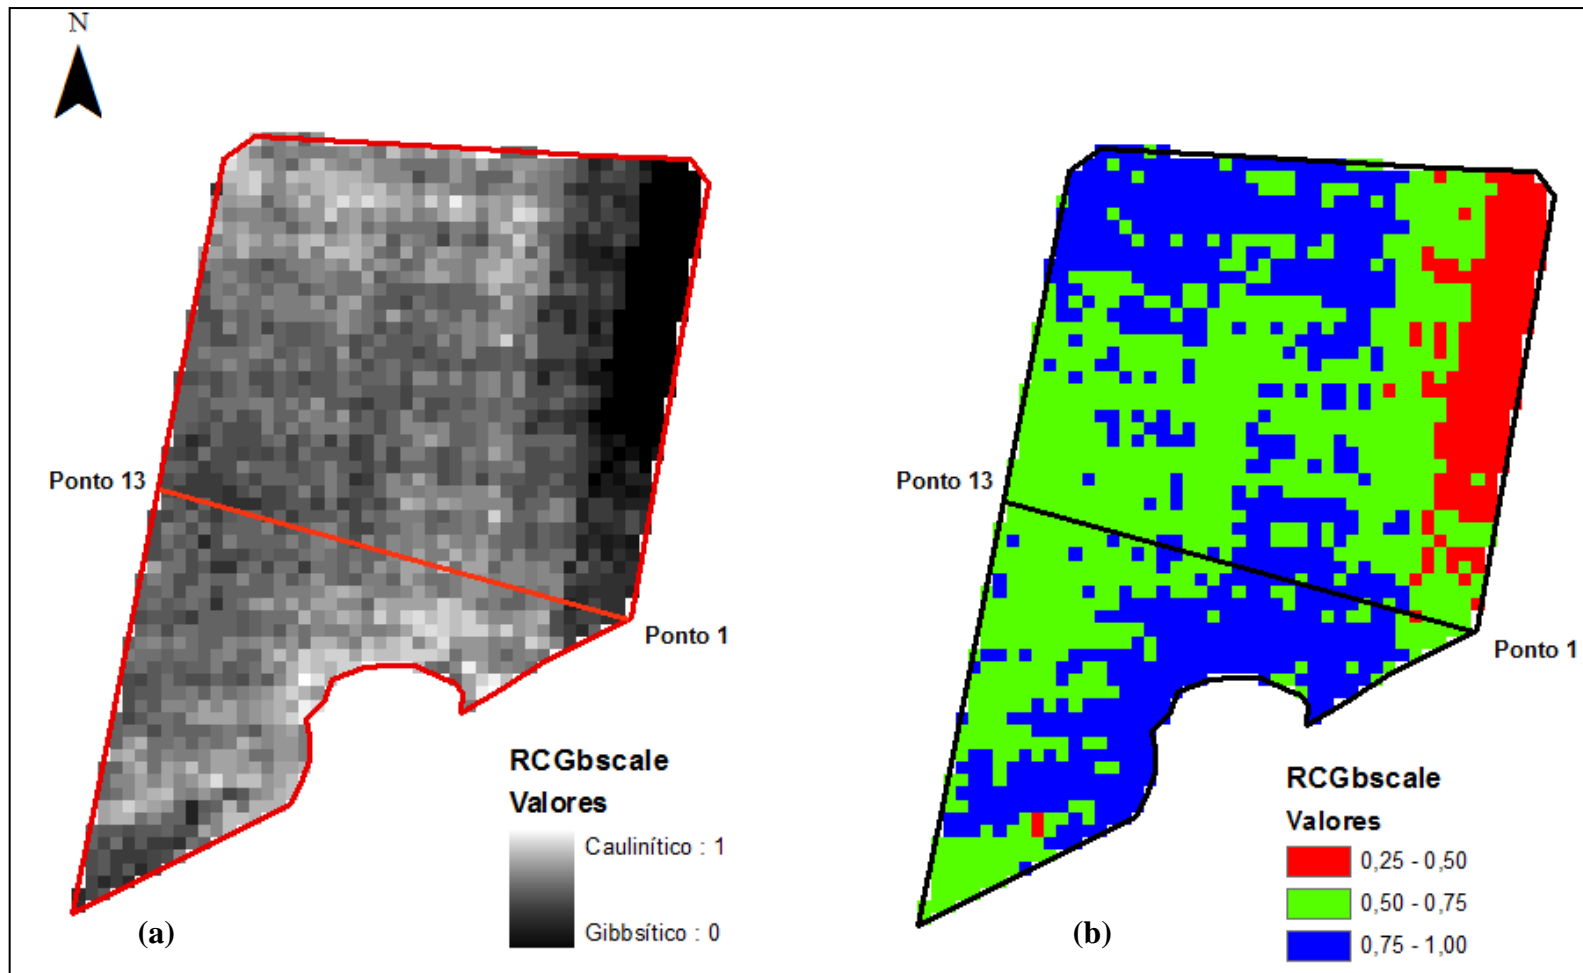 N
Ponto 13
Ponto 1
RCGbscale
Valores
Caulinítico : 1
Gibbsítico : 0
(a)
Ponto 13
Ponto 1
RCGbscale
Valores
0,25 - 0,50
0,50 - 0,75
0,75 - 1,00
(b)